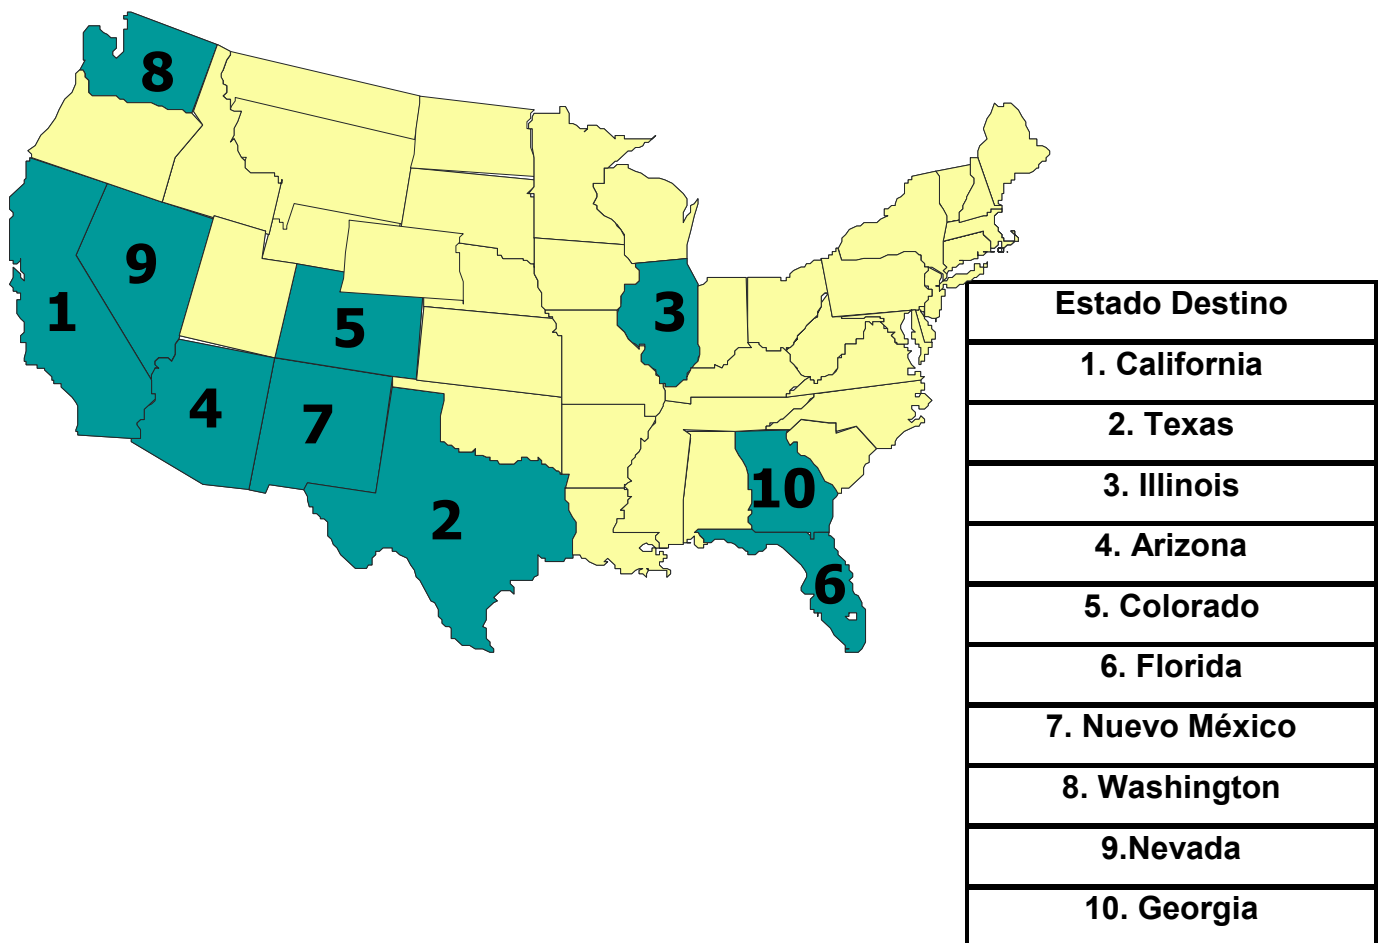 8
9
1
5
3
4
7
2
10
6
Estado Destino
1. California
2. Texas
3. Illinois
4. Arizona
5. Colorado
6. Florida
7. Nuevo México
8. Washington
9.Nevada
10. Georgia